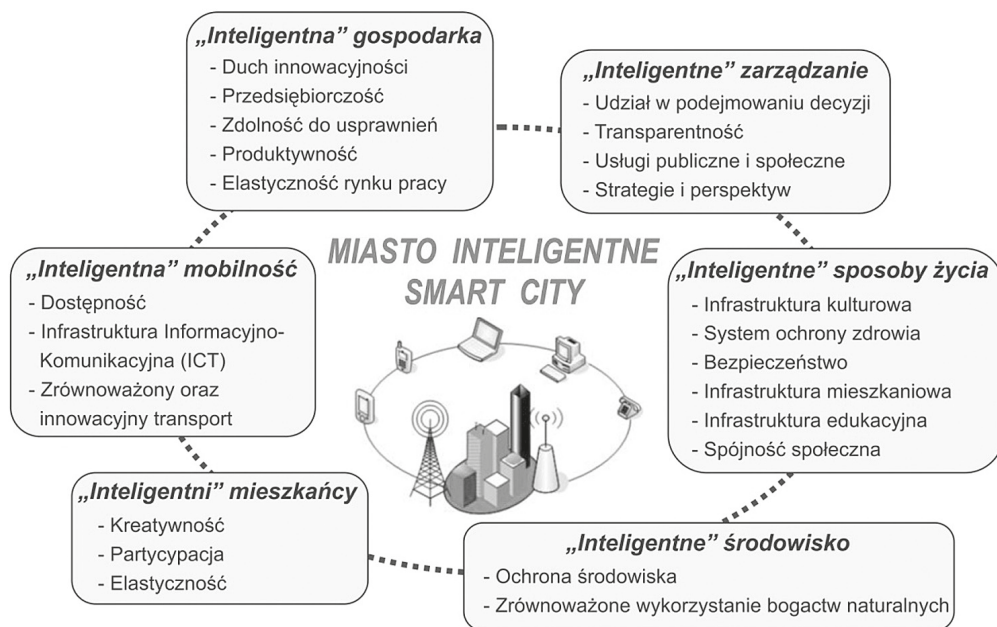 „Inteligentna” gospodarka
- Duch innowacyjności
- Przedsiębiorczość
- Zdolność do usprawnień
- Produktywność
- Elastyczność rynku pracy
„Inteligentne” zarządzanie
- Udział w podejmowaniu decyzji
- Transparentność
- Usługi publiczne i społeczne
- Strategie i perspektyw
MIASTO INTELIGENTNE
SMART CITY
„Inteligentna” mobilność
- Dostępność
- Infrastruktura Informacyjno-
Komunikacyjna (ICT)
- Zrównoważony oraz
innowacyjny transport
„Inteligentne” sposoby życia
- Infrastruktura kulturowa
- System ochrony zdrowia
- Bezpieczeństwo
- Infrastruktura mieszkaniowa
- Infrastruktura edukacyjna
- Spójność społeczna
„Inteligentni” mieszkańcy
- Kreatywność
- Partycypacja
- Elastyczność
„Inteligentne” środowisko
- Ochrona środowiska
- Zrównoważone wykorzystanie bogactw naturalnych